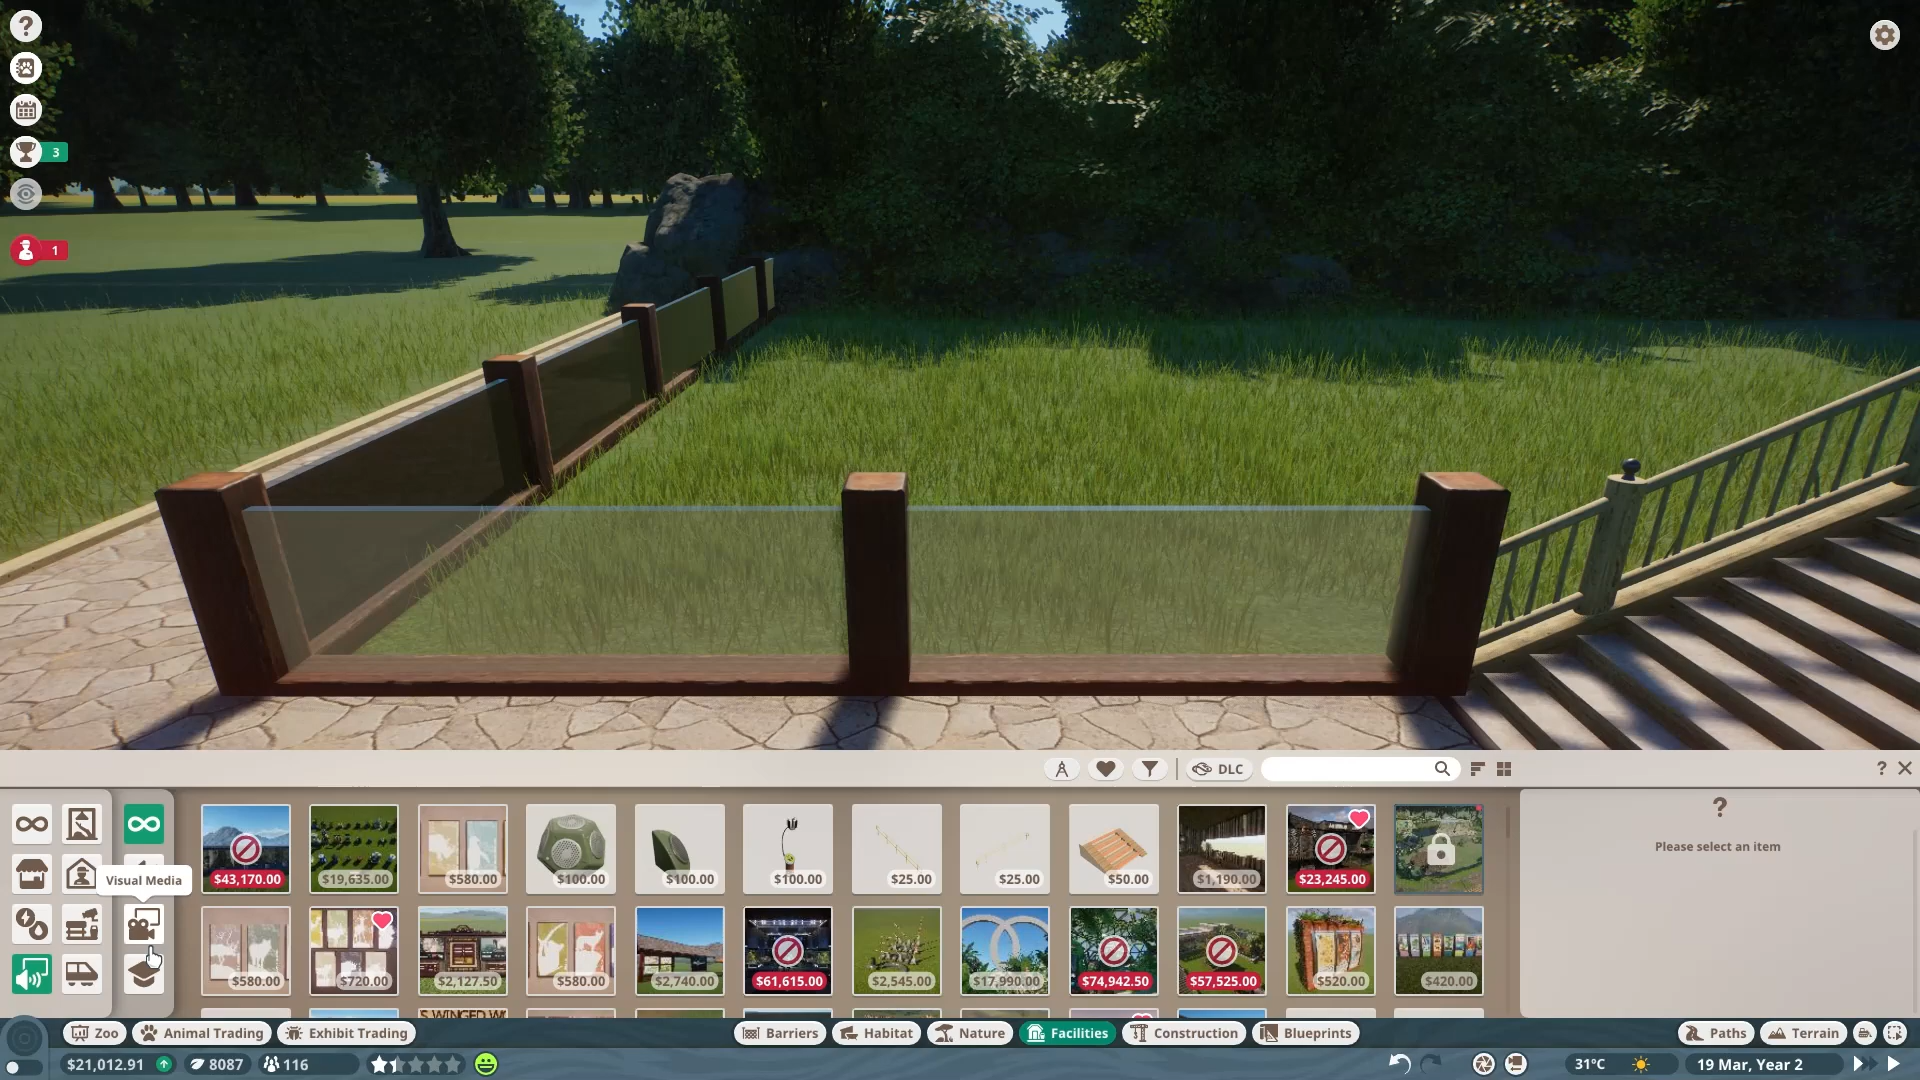 3
1
DLC
?
Please select an item
Visual Media
$43,170.00
$19,635.00
$580.00
$100.00
$100.00
$100.00
$25.00
$25.00
$50.00
$1,190.00
$23,245.00
$580.00
$720.00
$2,127.50
$580.00
$2,740.00
$61,615.00
$2,545.00
$17,990.00
$74,942.50
$57,525.00
$520.00
$420.00
Zoo
Animal Trading
Exhibit Trading
Barriers
Habitat
Nature
Facilities
Construction
Blueprints
Paths
Terrain
$21,012.91
8087
116
31°C
19 Mar, Year 2